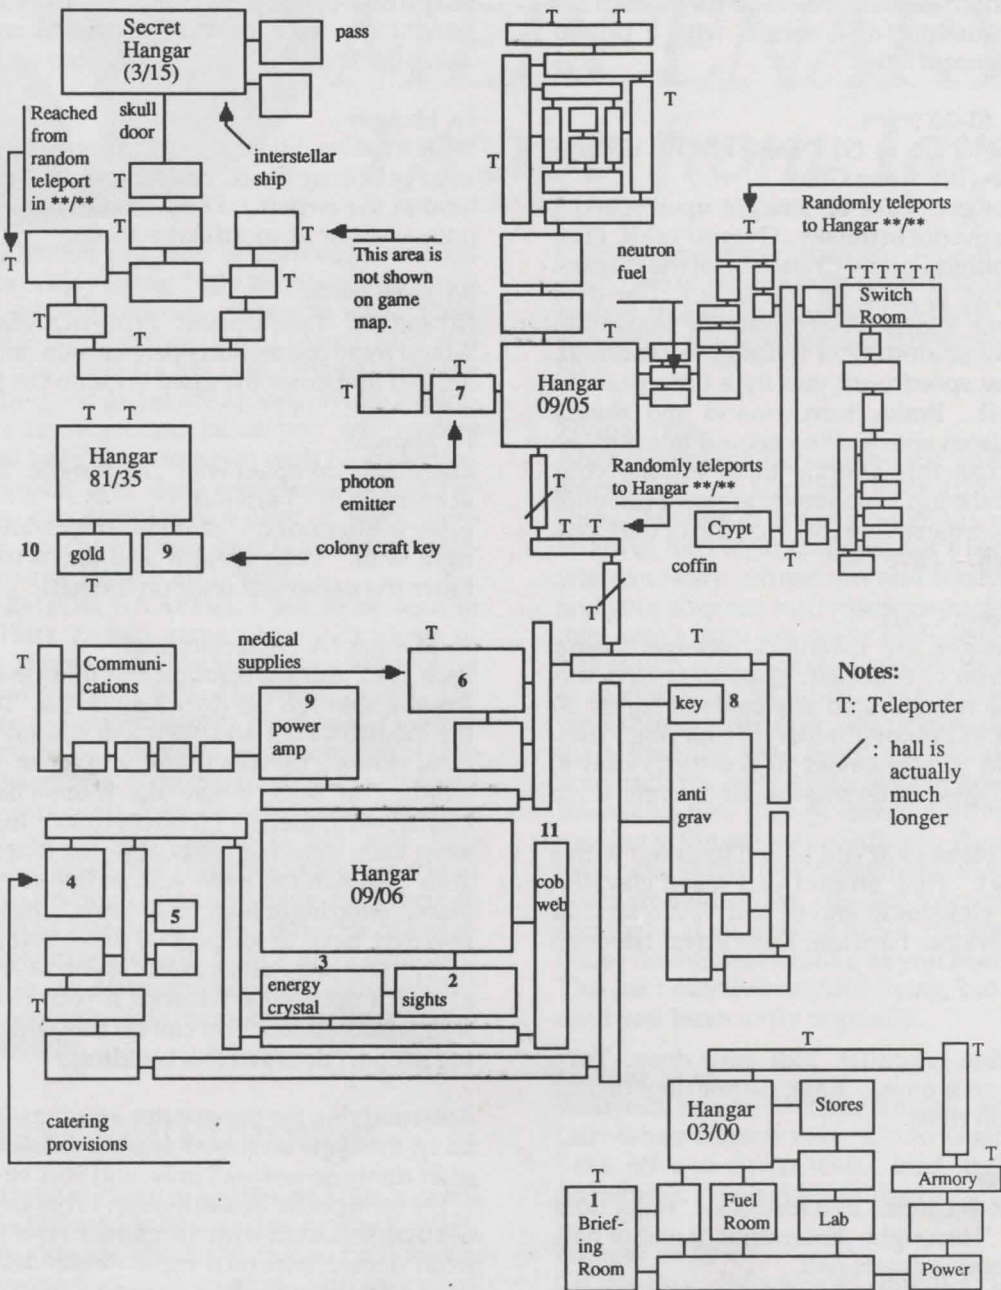 Secret
Hangar
(3/15)
pass
skull
door
interstellar
ship
Reached
from
random
teleport
in **/**
T
T
T
T
T
T
T
This area is
not shown
on game
map.
T
T
T
T
T
neutron
fuel
T
Randomly teleports
to Hangar **/**
T T T T T T
Switch
Room
T
Hangar
09/05
T
T
7
photon
emitter
T
T
Hangar
81/35
10
gold
T
9
colony craft key
T
Randomly teleports
to Hangar **/**
T T
Crypt
coffin
T
T
T
medical
supplies
T
6
T
Communi-
cations
9
power
amp
key
8
anti
grav
Notes:
T: Teleporter
/ : hall is
actually
much
longer
4
5
T
Hangar
09/06
11
cob
web
3
energy
crystal
2
sights
catering
provisions
T
T
Hangar
03/00
Stores
T
Armory
T
1
Brief-
ing
Room
Fuel
Room
Lab
Power